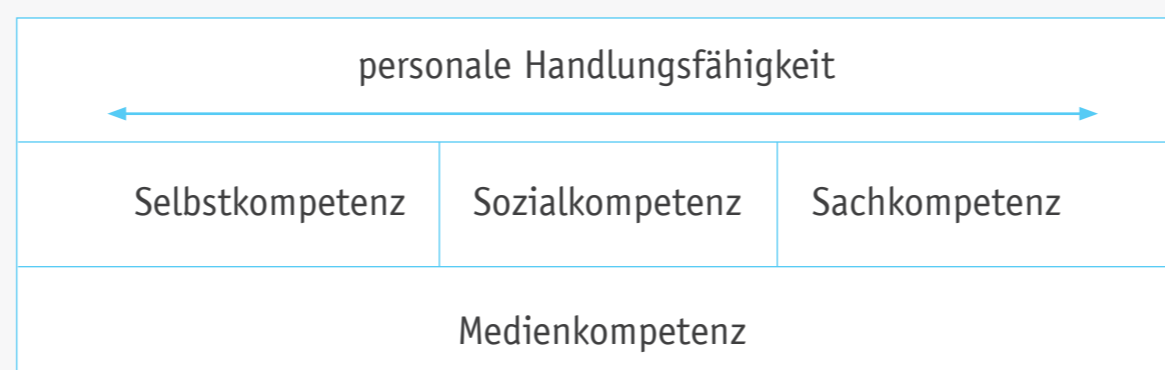 personale Handlungsfähigkeit
Selbstkompetenz Sozialkompetenz Sachkompetenz
Medienkompetenz